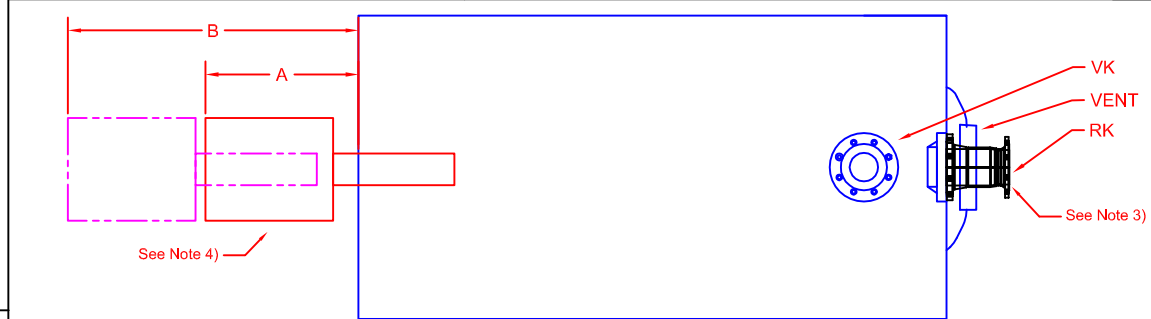 B
A
VK
VENT
RK
See Note 3)
See Note 4)